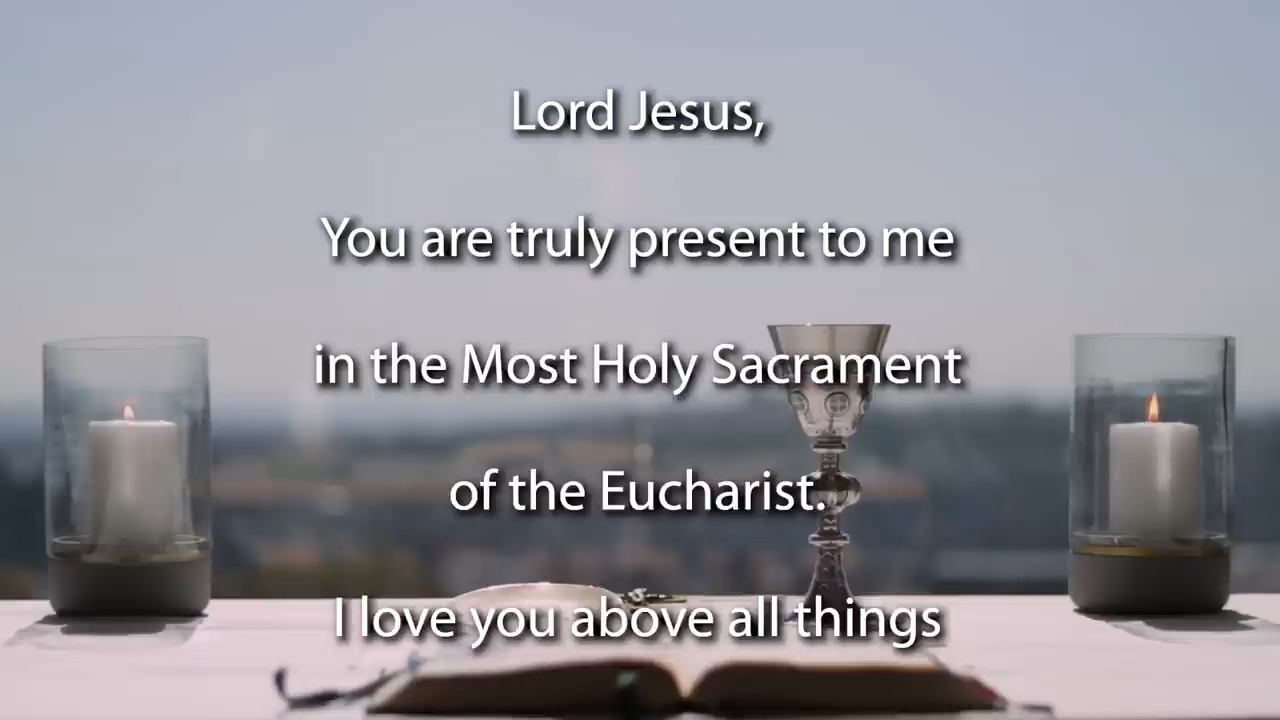 Lord Jesus,
You are truly present to me
in the Most Holy Sacrament
of the Eucharist.
I love you above all things